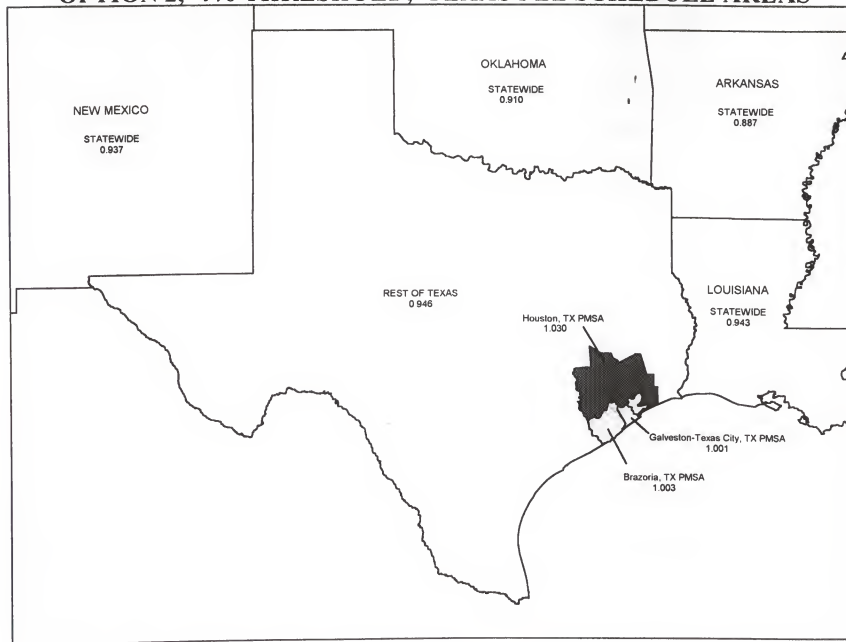 NEW MEXICO
STATEWIDE
0.937
OKLAHOMA
STATEWIDE
0.910
ARKANSAS
STATEWIDE
0.887
REST OF TEXAS
0.946
LOUISIANA
STATEWIDE
0.943
Houston, TX PMSA
1.030
Galveston-Texas City, TX PMSA
1.001
Brazoria, TX PMSA
1.003